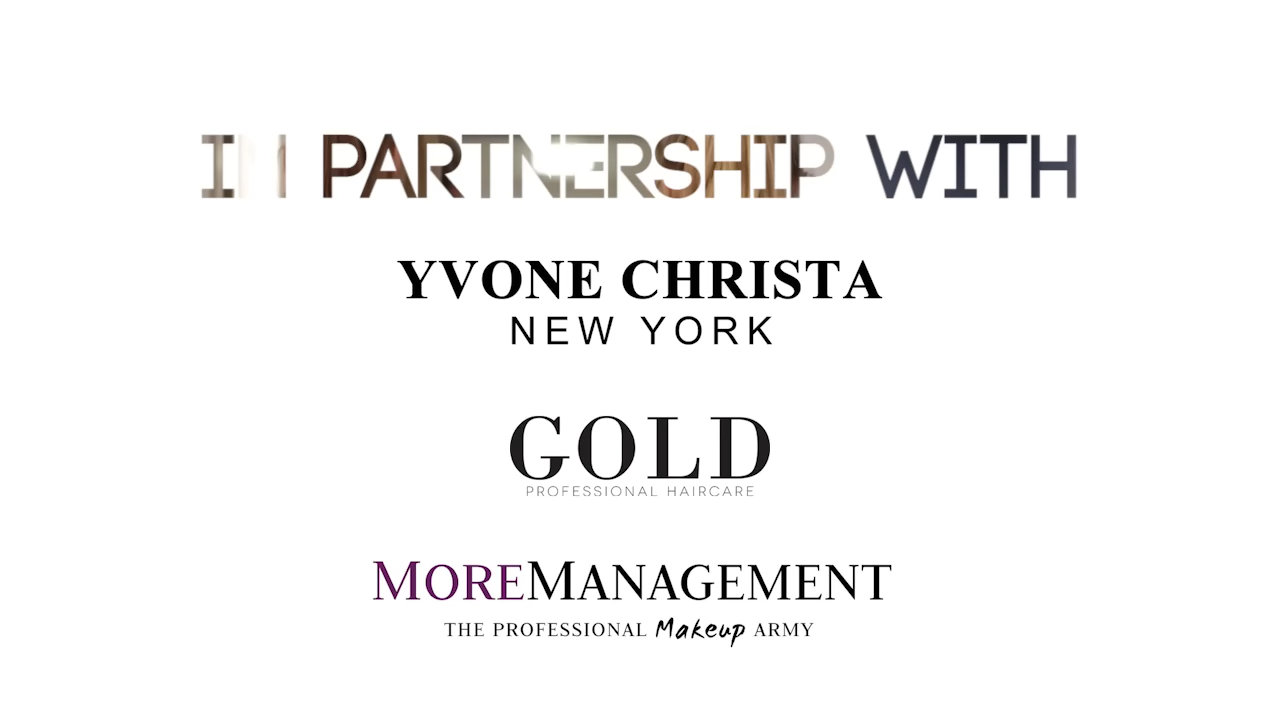 IN PARTNERSHIP WITH
YVONE CHRISTA
NEW YORK
GOLD
PROFESSIONAL HAIRCARE
MOREMANAGEMENT
THE PROFESSIONAL Makeup ARMY